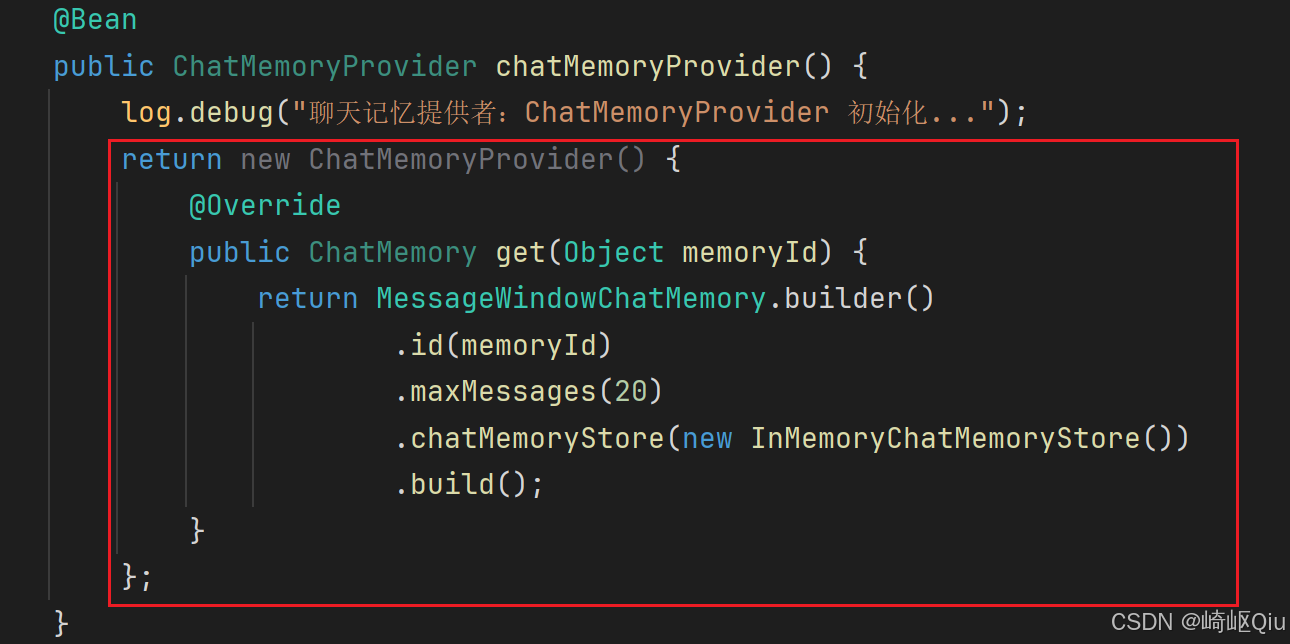 @Bean
public ChatMemoryProvider chatMemoryProvider() {
log.debug("聊天记忆提供者：ChatMemoryProvider 初始化...");
return new ChatMemoryProvider() {
@Override
public ChatMemory get(Object memoryId) {
return MessageWindowChatMemory.builder()
.id(memoryId)
.maxMessages(20)
.chatMemoryStore(new InMemoryChatMemoryStore())
.build();
}
};
}
CSDN @崎岖Qiu